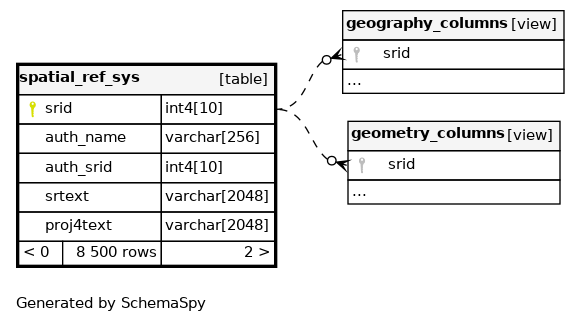 geography_columns [view]
srid
...
spatial_ref_sys [table]
srid int4[10]
auth_name varchar[256]
auth_srid int4[10]
srtext varchar[2048]
proj4text varchar[2048]
< 0 8 500 rows 2 >
geometry_columns [view]
srid
...
Generated by SchemaSpy